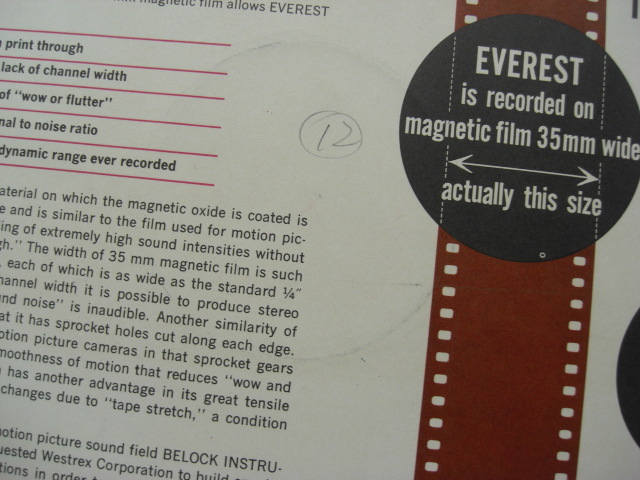 magnetic film allows EVEREST
print through
lack of channel width
of "wow or flutter"
nal to noise ratio
dynamic range ever recorded
12
EVEREST
is recorded on
magnetic film 35mm wide
actually this size
aterial on which the magnetic oxide is coated is
e and is similar to the film used for motion pic-
ing of extremely high sound intensities without
gh." The width of 35 mm magnetic film is such
, each of which is as wide as the standard ¼"
hannel width it is possible to produce stereo
und noise" is inaudible. Another similarity of
at it has sprocket holes cut along each edge.
otion picture cameras in that sprocket gears
moothness of motion that reduces "wow and
has another advantage in its great tensile
changes due to "tape stretch," a condition
notion picture sound field BELOCK INSTRU-
uested Westrex Corporation to build
tions in order